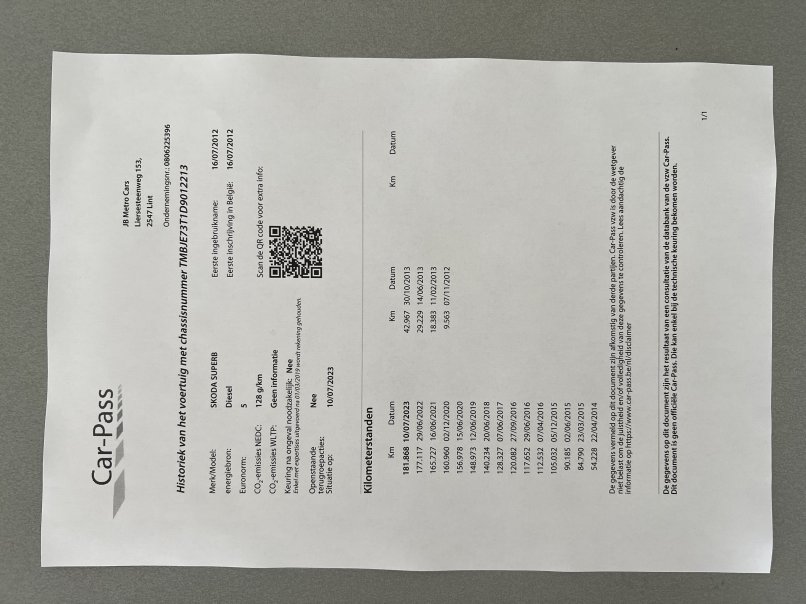 Car-Pass
JB Metro Cars
Liersesteenweg 153,
2547 Lint
Ondernemingsnr.: 0806225396
Historiek van het voertuig met chassisnummer TMBJE73T1D9012213
Merk/Model: SKODA SUPERB
energiebron: Diesel
Euronorm: 5
CO₂-emissies NEDC: 128 g/km
CO₂-emissies WLTP: Geen informatie
Keuring na ongeval noodzakelijk: Nee
Enkel met expertises uitgevoerd na 01/03/2019 wordt rekening gehouden.
Openstaande Nee
terugroepacties:
Situatie op: 10/07/2023
Eerste ingebruikname: 16/07/2012
Eerste inschrijving in België: 16/07/2012
Scan de QR code voor extra info:
Kilometerstanden
Km Datum
181.868 10/07/2023
177.117 29/06/2022
165.727 16/06/2021
160.960 02/12/2020
156.978 15/06/2020
148.973 12/06/2019
140.234 20/06/2018
128.327 07/06/2017
120.082 27/09/2016
117.652 29/06/2016
112.532 07/04/2016
105.032 05/12/2015
90.185 02/06/2015
84.790 23/03/2015
54.228 22/04/2014
Km Datum
42.967 30/10/2013
29.229 14/06/2013
18.383 11/02/2013
9.563 07/11/2012
Km Datum
De gegevens vermeld op dit document zijn afkomstig van derde partijen. Car-Pass vzw is door de wetgever
niet belast om de juistheid en/of volledigheid van deze gegevens te controleren. Lees aandachtig de
informatie op https://www.car-pass.be/nl/disclaimer
De gegevens op dit document zijn het resultaat van een consultatie van de databank van de vzw Car-Pass.
Dit document is geen officiële Car-Pass. Die kan enkel bij de technische keuring bekomen worden.
1/1